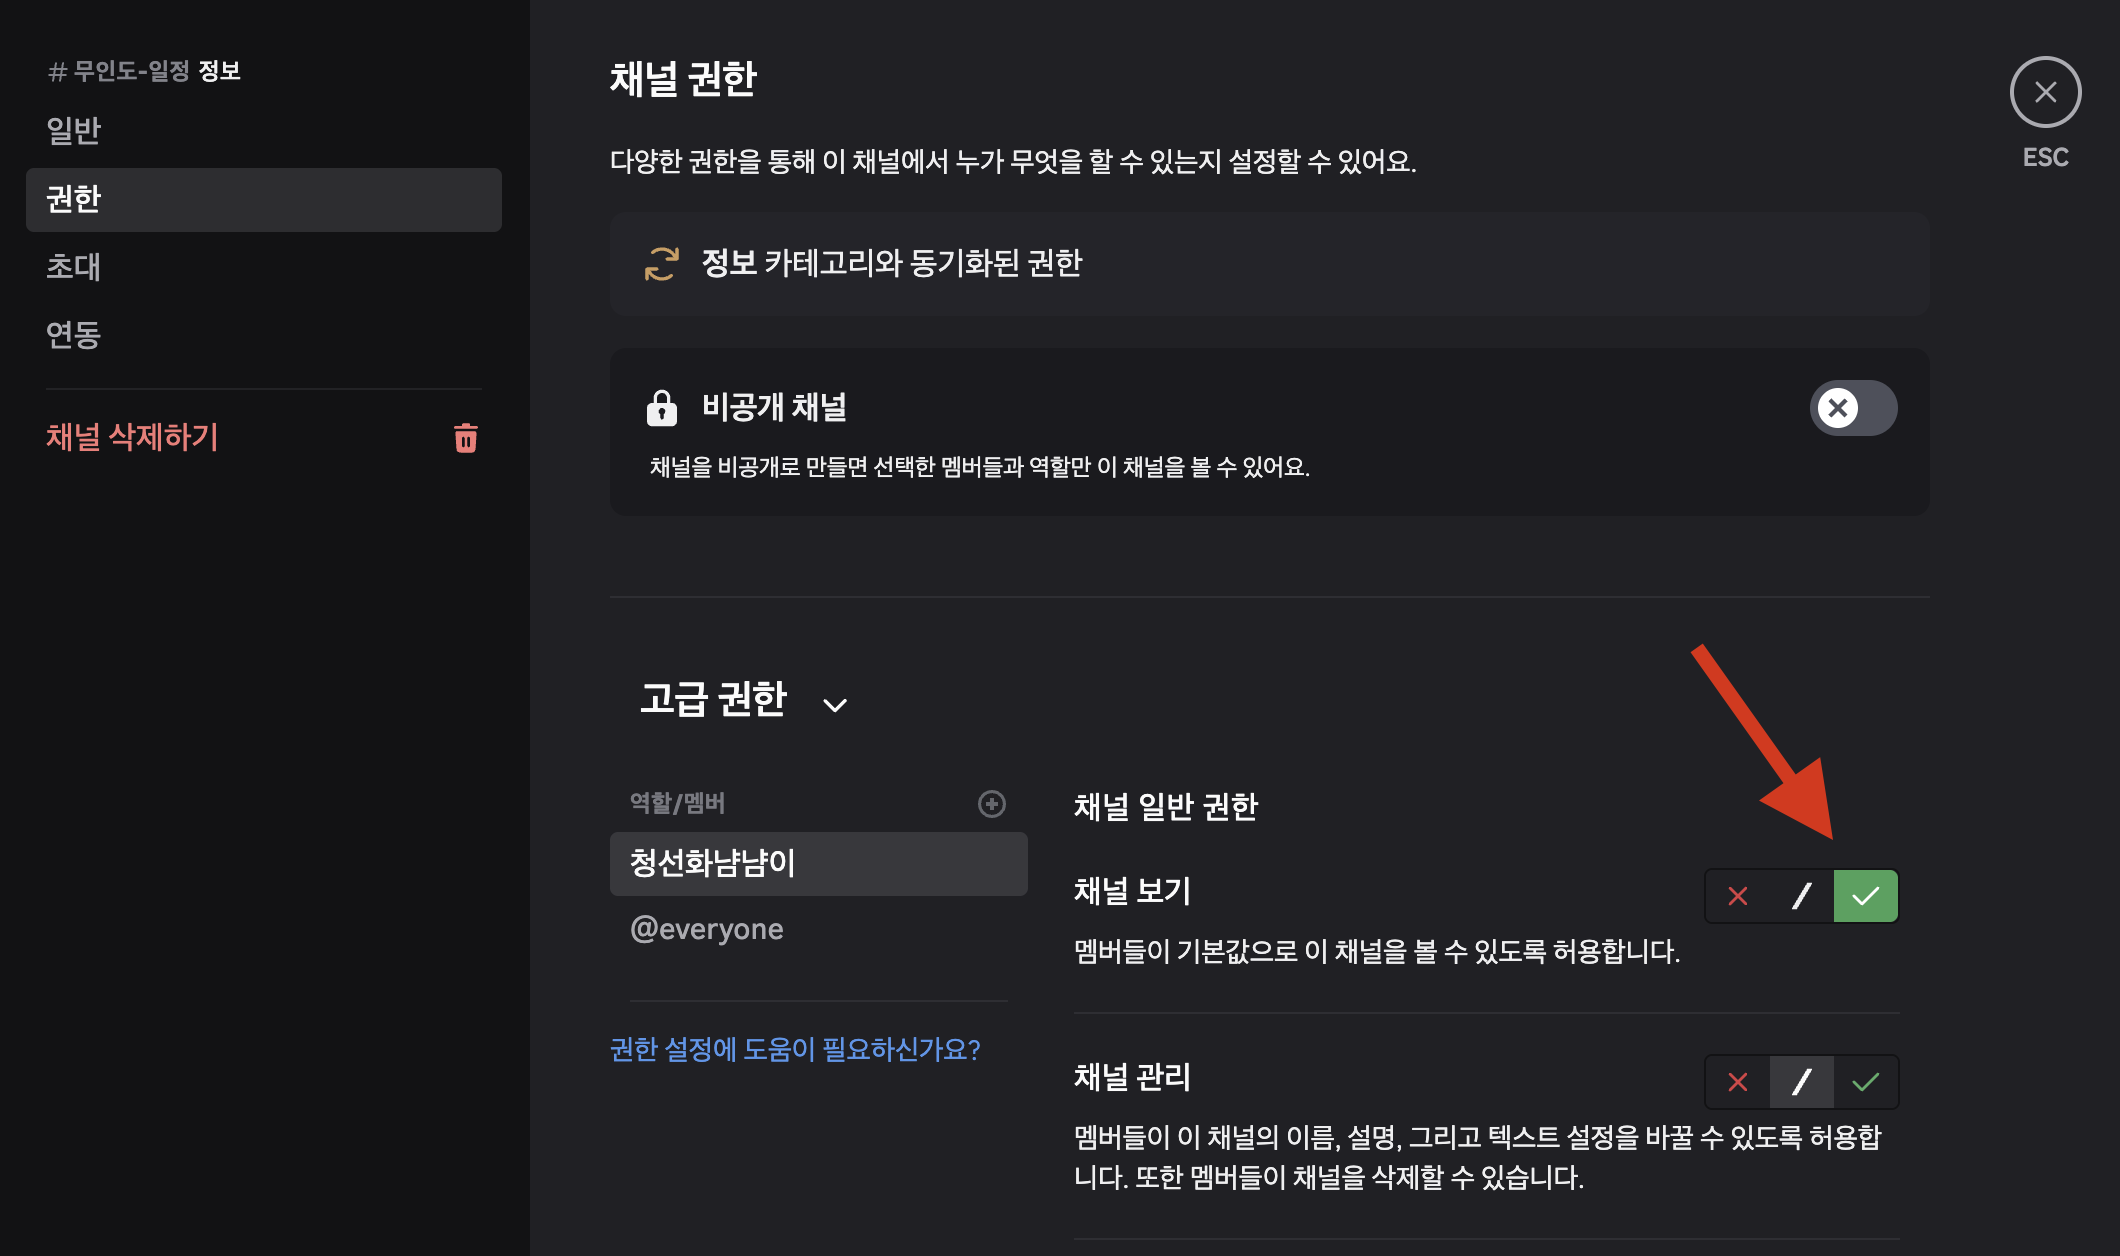 # 무인도-일정 정보
일반
권한
초대
연동
채널 삭제하기
채널 권한
다양한 권한을 통해 이 채널에서 누가 무엇을 할 수 있는지 설정할 수 있어요.
ESC
정보 카테고리와 동기화된 권한
비공개 채널
채널을 비공개로 만들면 선택한 멤버들과 역할만 이 채널을 볼 수 있어요.
고급 권한
역할/멤버
청선화냠냠이
@everyone
권한 설정에 도움이 필요하신가요?
채널 일반 권한
채널 보기
멤버들이 기본값으로 이 채널을 볼 수 있도록 허용합니다.
채널 관리
멤버들이 이 채널의 이름, 설명, 그리고 텍스트 설정을 바꿀 수 있도록 허용합
니다. 또한 멤버들이 채널을 삭제할 수 있습니다.